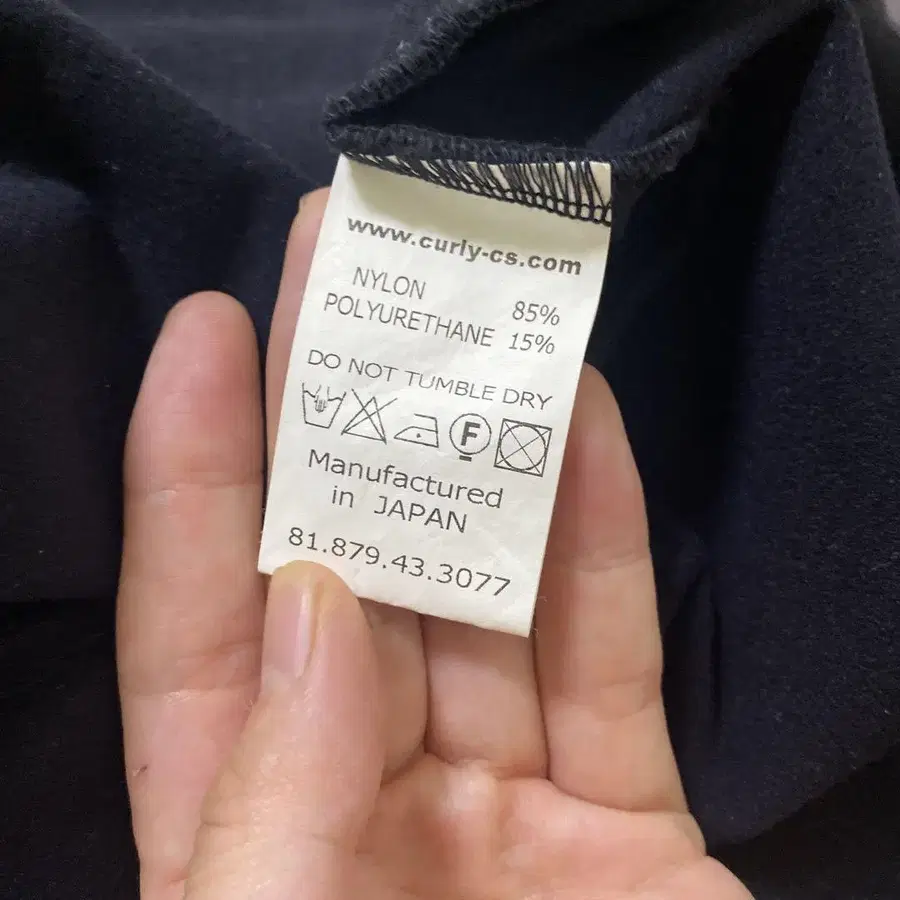 www.curly-cs.com
NYLON 85%
POLYURETHANE 15%
DO NOT TUMBLE DRY
F
Manufactured
in JAPAN
81.879.43.3077